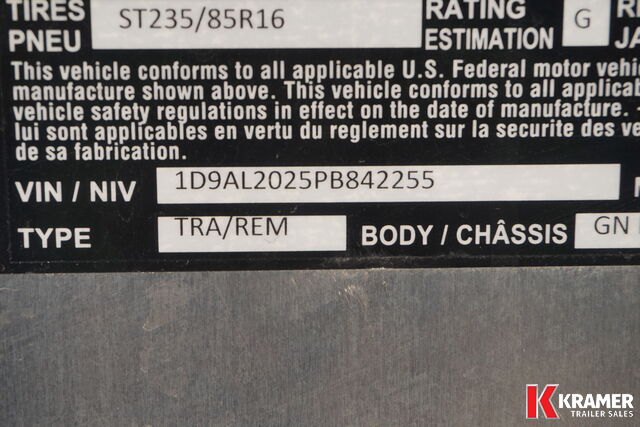 TIRES ST235/85R16 RATING G
PNEU ESTIMATION
This vehicle conforms to all applicable U.S. Federal motor
manufacture shown above. This vehicle conforms to all
vehicle safety regulations in effect on the date of manufacture.
lui sont applicables en vertu du reglement sur la securite des
de sa fabrication.
VIN / NIV 1D9AL2025PB842255
TYPE TRA/REM BODY / CHÂSSIS GN
K KRAMER
TRAILER SALES